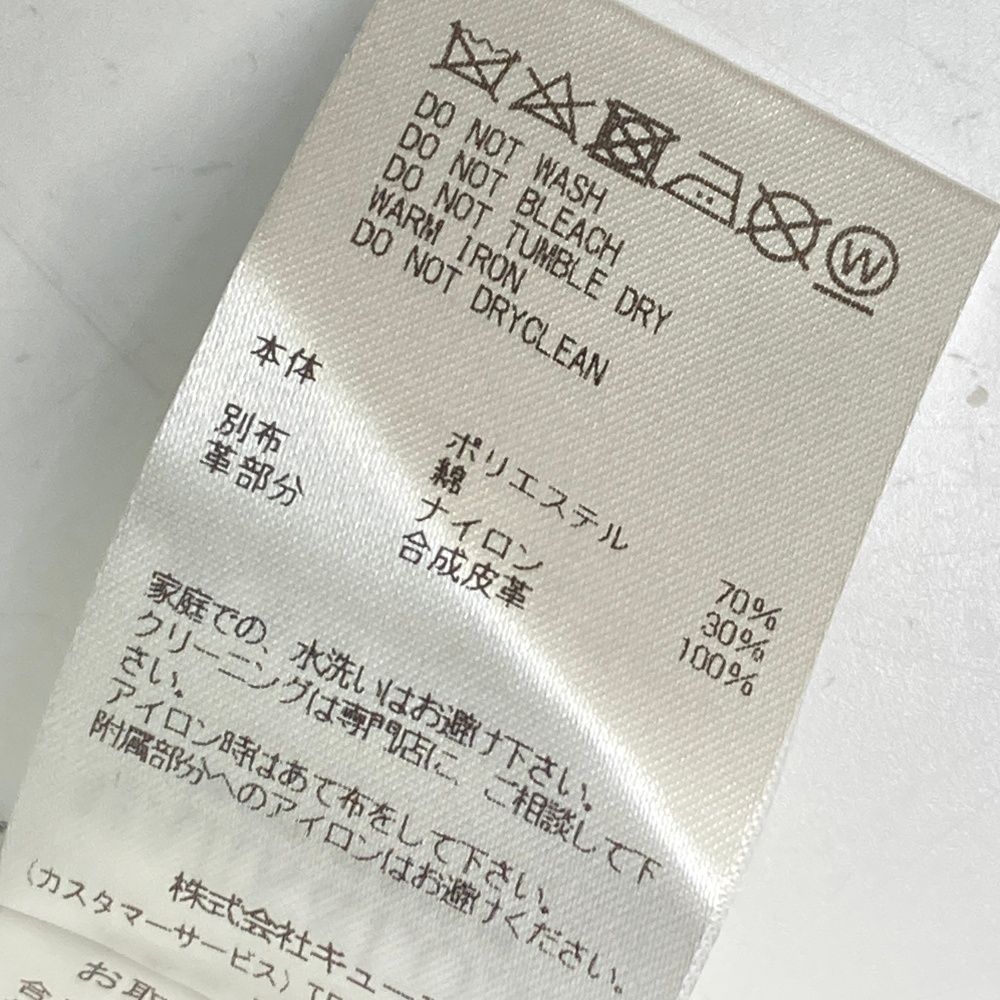 W
DO NOT WASH
DO NOT BLEACH
DO NOT TUMBLE DRY
WARM IRON
DO NOT DRYCLEAN
本体 ポリエステル 70%
綿 30%
別布 ナイロン 100%
革部分 合成皮革
家庭での、水洗いはお避け下さい。
クリーニングは専門店に、ご相談して下
さい。
アイロン時はあて布をして下さい。
附属部分へのアイロンはお避けください。
株式会社キュー
(カスタマーサービス)
お取